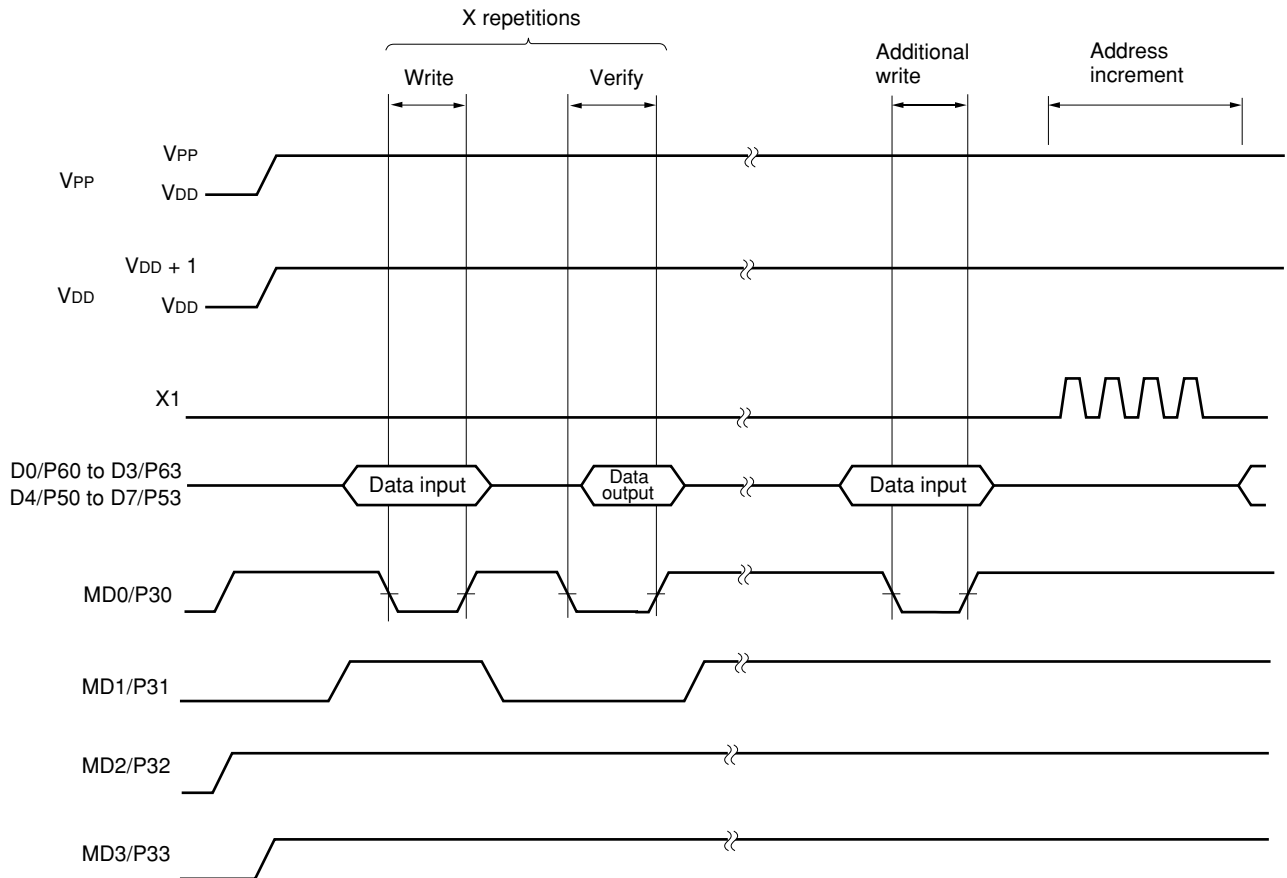 X repetitions
Write
Verify
Additional
write
Address
increment
VPP
VPP
VDD
VDD + 1
VDD
VDD
X1
D0/P60 to D3/P63
D4/P50 to D7/P53
Data input
Data
output
Data input
MD0/P30
MD1/P31
MD2/P32
MD3/P33